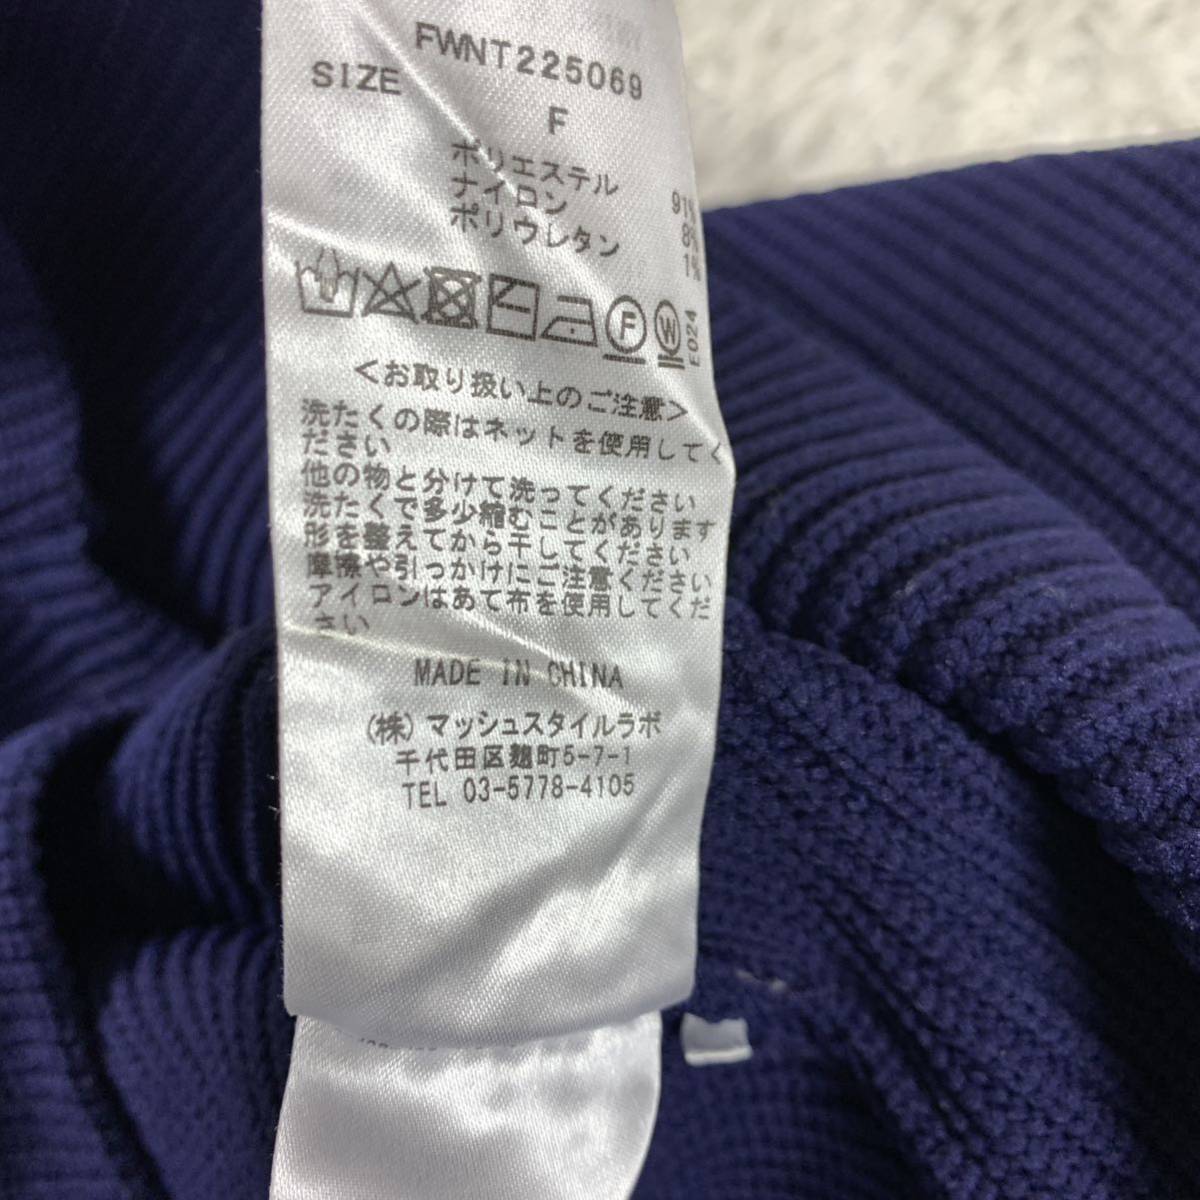 FWNT225069
SIZE
F
ポリエステル 91%
ナイロン 8%
ポリウレタン 1%
F W E024
<お取り扱い上のご注意>
洗たくの際はネットを使用してく
ださい
他の物と分けて洗ってください
洗たくで多少縮むことがあります
形を整えてから干してください
摩擦や引っかけにご注意ください
アイロンはあて布を使用してくだ
さい
MADE IN CHINA
(株)マッシュスタイルラボ
千代田区麹町5-7-1
TEL 03-5778-4105